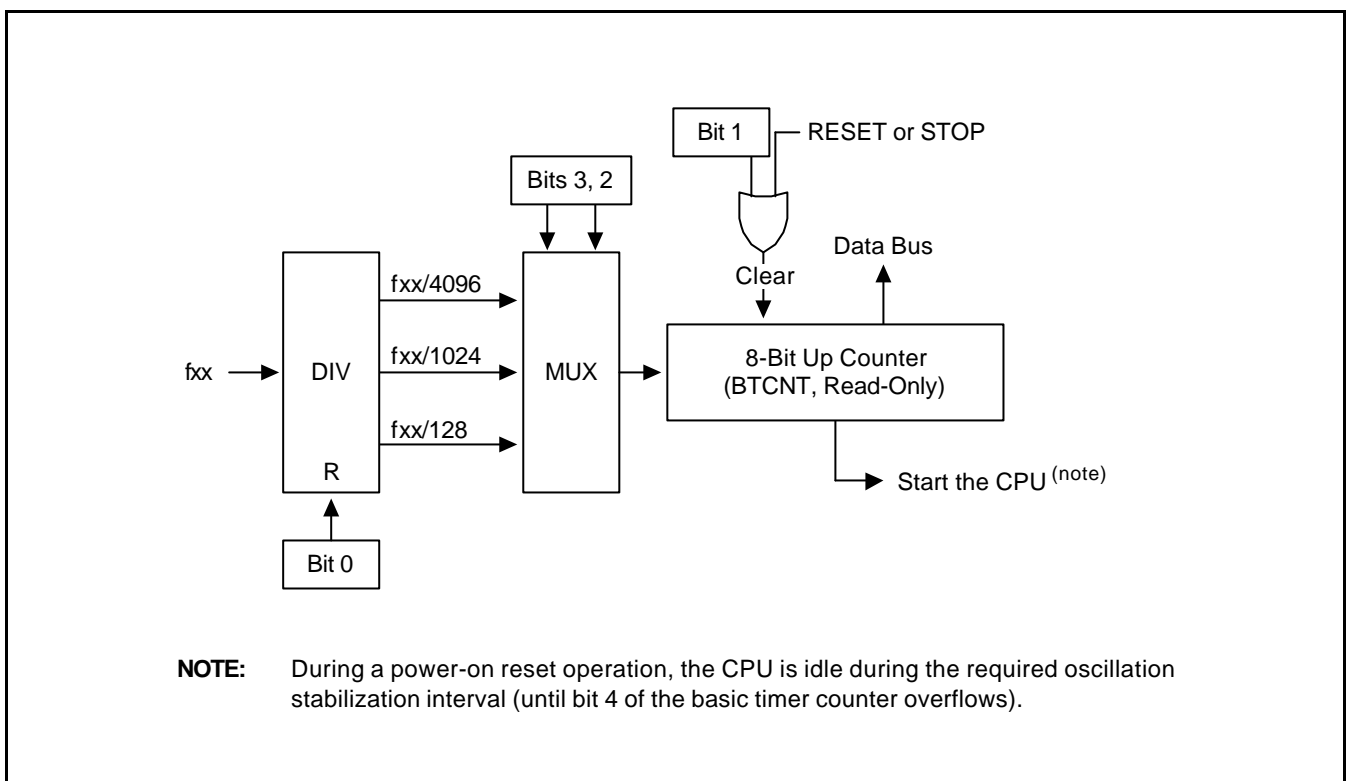 Bit 1
RESET or STOP
Bits 3, 2
Data Bus
Clear
fxx/4096
fxx
DIV
fxx/1024
MUX
8-Bit Up Counter
(BTCNT, Read-Only)
fxx/128
R
Start the CPU (note)
Bit 0
NOTE: During a power-on reset operation, the CPU is idle during the required oscillation
stabilization interval (until bit 4 of the basic timer counter overflows).